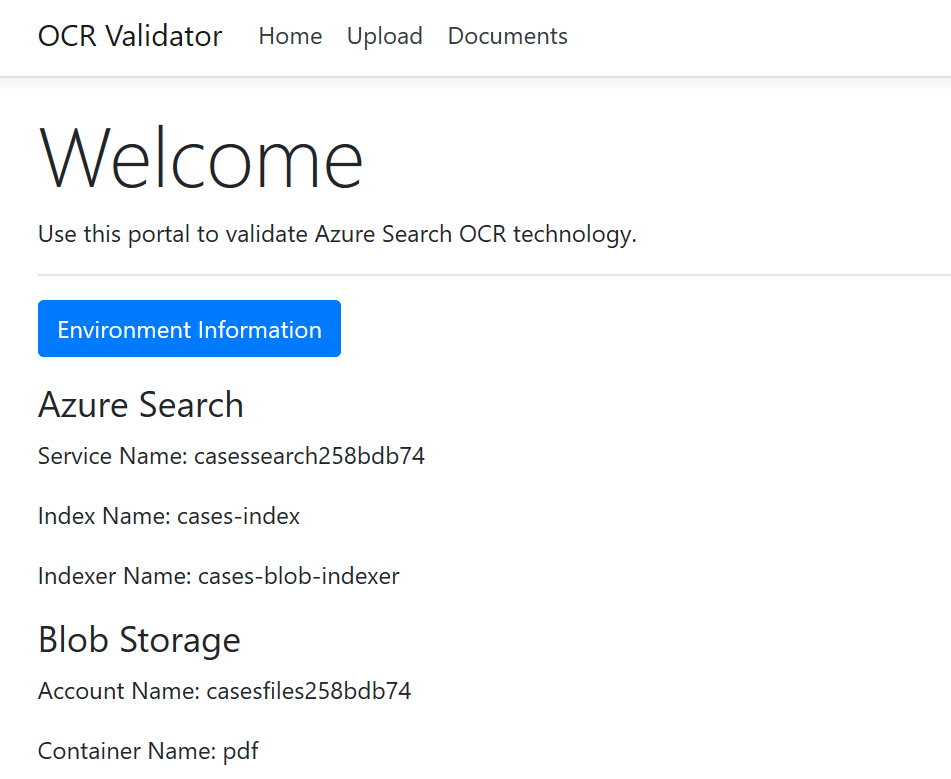 OCR Validator Home Upload Documents
Welcome
Use this portal to validate Azure Search OCR technology.
Environment Information
Azure Search
Service Name: casessearch258bdb74
Index Name: cases-index
Indexer Name: cases-blob-indexer
Blob Storage
Account Name: casesfiles258bdb74
Container Name: pdf